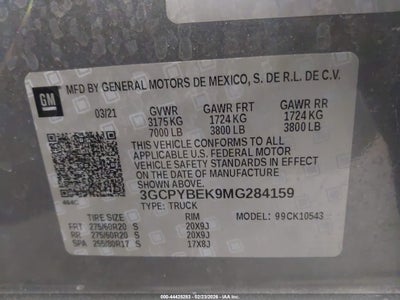 MFD BY GENERAL MOTORS DE MEXICO, S. DE R.L. DE C.V.
GM
03/21 GVWR GAWR FRT GAWR RR
3175 KG 1724 KG 1724 KG
7000 LB 3800 LB 3800 LB
THIS VEHICLE CONFORMS TO ALL
APPLICABLE U.S. FEDERAL MOTOR
VEHICLE SAFETY STANDARDS IN
EFFECT ON THE DATE OF
MANUFACTURE SHOWN ABOVE.
3GCPYBEK9MG284159
TYPE: TRUCK MODEL: 99CK10543
TIRE SIZE RIM
FRT 275/60R20 S 20X9J
RR 275/60R20 S 20X9J
SPA 255/80R17 S 17X8J
000-44428283 - 02/23/2026 - IAA Holdings, LLC